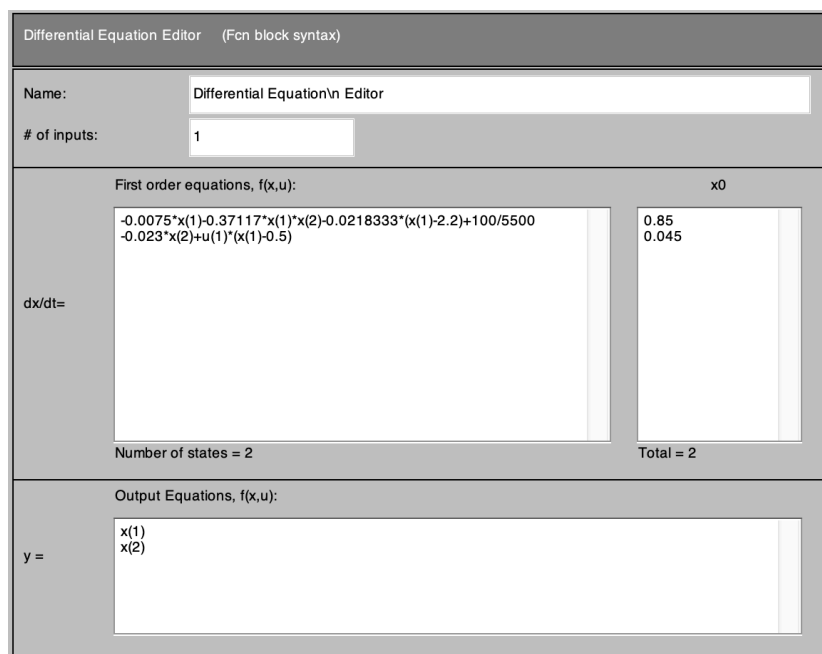 Differential Equation Editor (Fcn block syntax)
Name: Differential Equation\n Editor
# of inputs: 1
First order equations, f(x,u): x0
-0.0075*x(1)-0.37117*x(1)*x(2)-0.0218333*(x(1)-2.2)+100/5500 0.85
-0.023*x(2)+u(1)*(x(1)-0.5) 0.045
dx/dt=
Number of states = 2 Total = 2
Output Equations, f(x,u):
x(1)
x(2)
y =